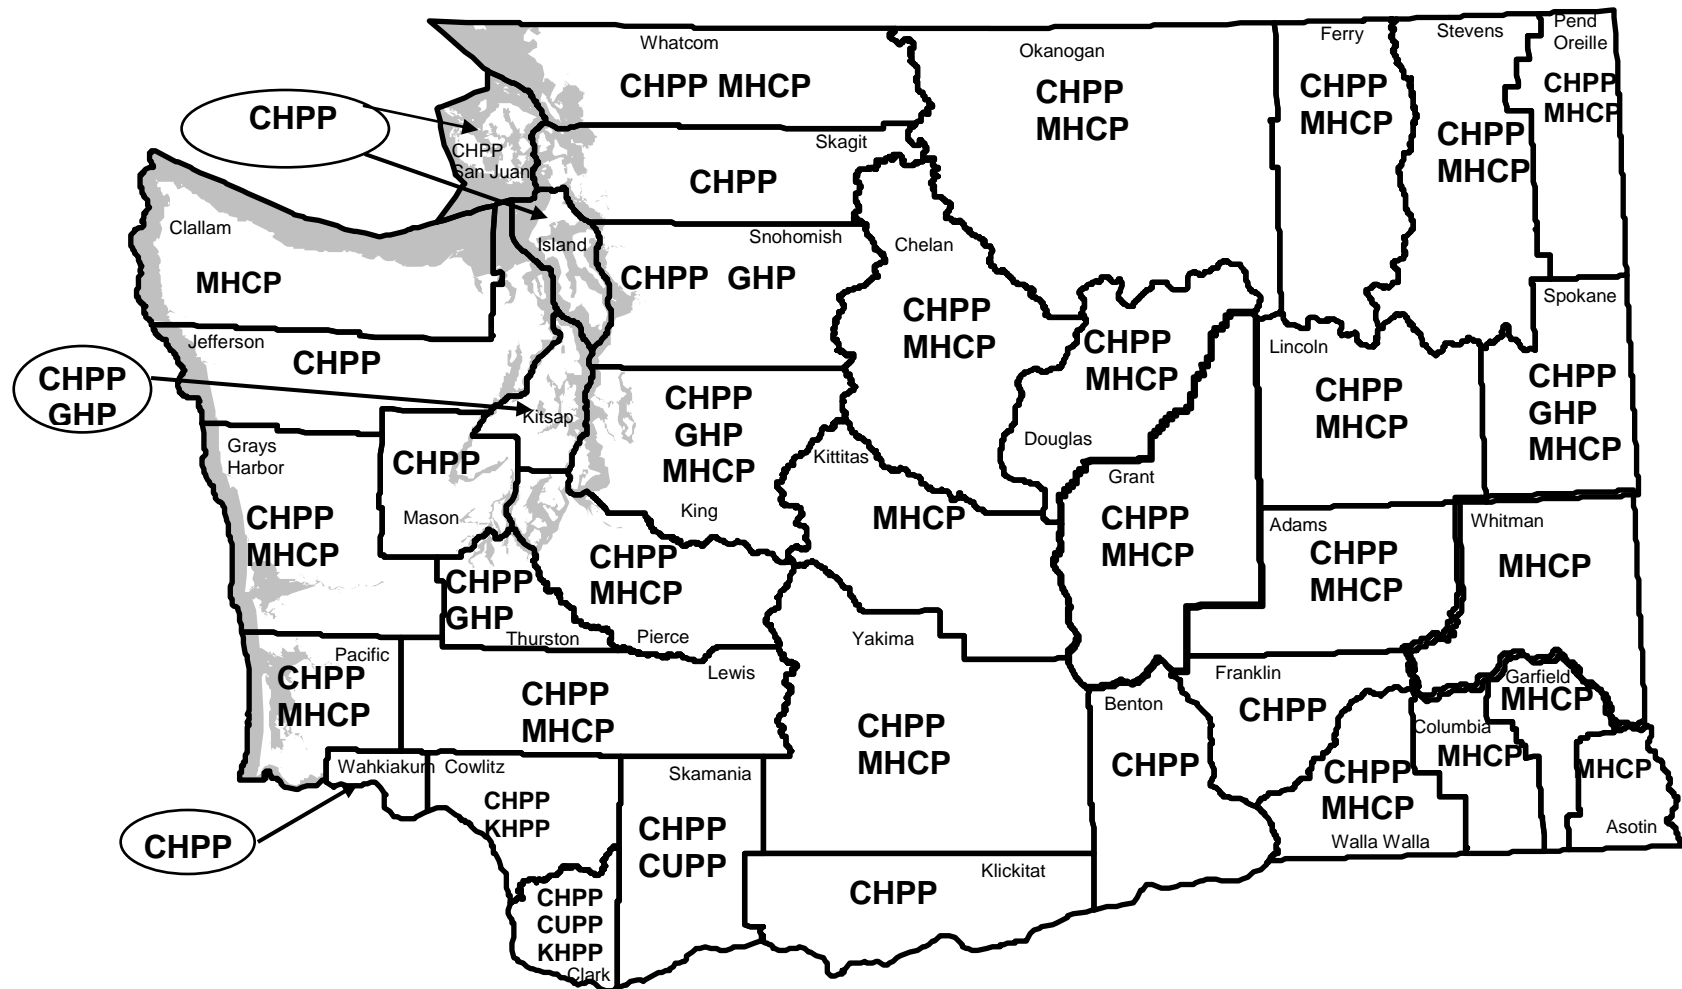 Whatcom
CHPP MHCP
Okanogan
CHPP
MHCP
Ferry
CHPP
MHCP
Stevens
CHPP
MHCP
Pend
Oreille
CHPP
MHCP
CHPP
CHPP
San Juan
Skagit
CHPP
Island
Snohomish
CHPP GHP
Chelan
CHPP
MHCP
Clallam
MHCP
Jefferson
CHPP
CHPP
GHP
Kitsap
CHPP
GHP
MHCP
King
Kittitas
MHCP
CHPP
MHCP
Douglas
Grant
CHPP
MHCP
Lincoln
CHPP
MHCP
Spokane
CHPP
GHP
MHCP
Grays
Harbor
CHPP
MHCP
CHPP
Mason
CHPP
GHP
Thurston
CHPP
MHCP
Pierce
Adams
CHPP
MHCP
Whitman
MHCP
Pacific
CHPP
MHCP
Lewis
CHPP
MHCP
Yakima
CHPP
MHCP
Benton
CHPP
Franklin
CHPP
CHPP
MHCP
Walla Walla
Columbia
MHCP
Garfield
MHCP
MHCP
Asotin
Wahkiakum
CHPP
Cowlitz
CHPP
KHPP
Skamania
CHPP
CUPP
CHPP
CUPP
KHPP
Clark
Klickitat
CHPP